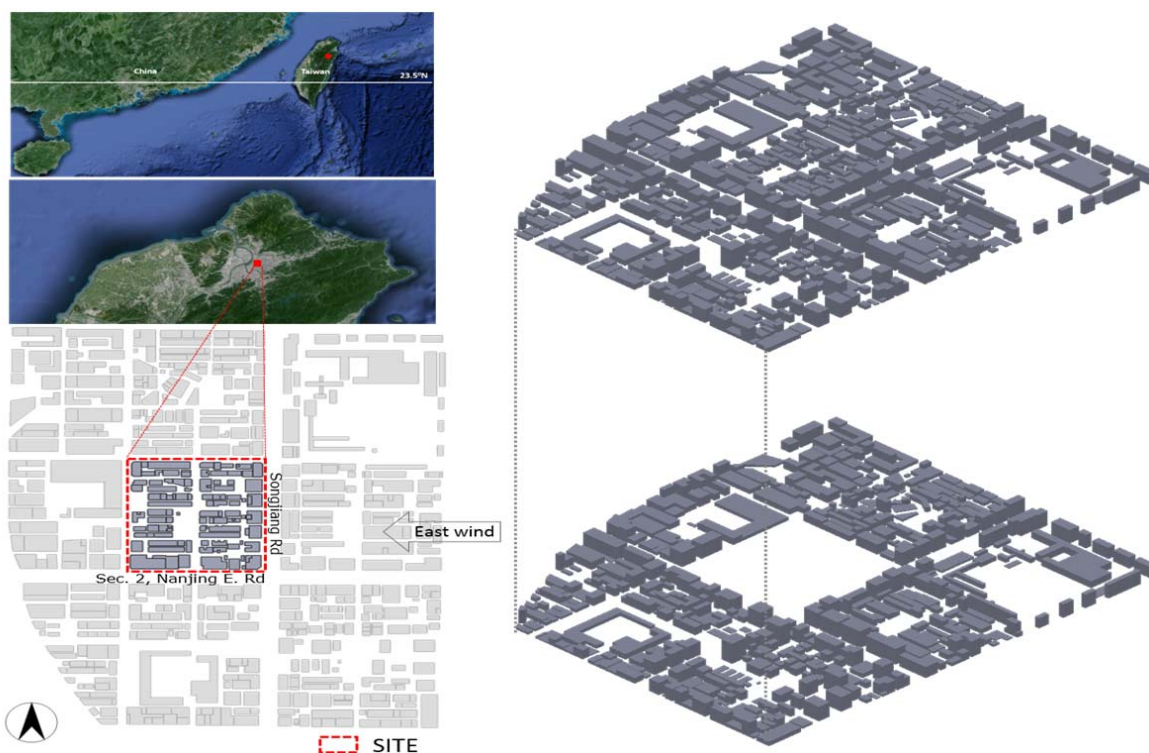 China
Taiwan
23.5°N
Songjiang Rd
East wind
Sec. 2, Nanjing E. Rd
SITE